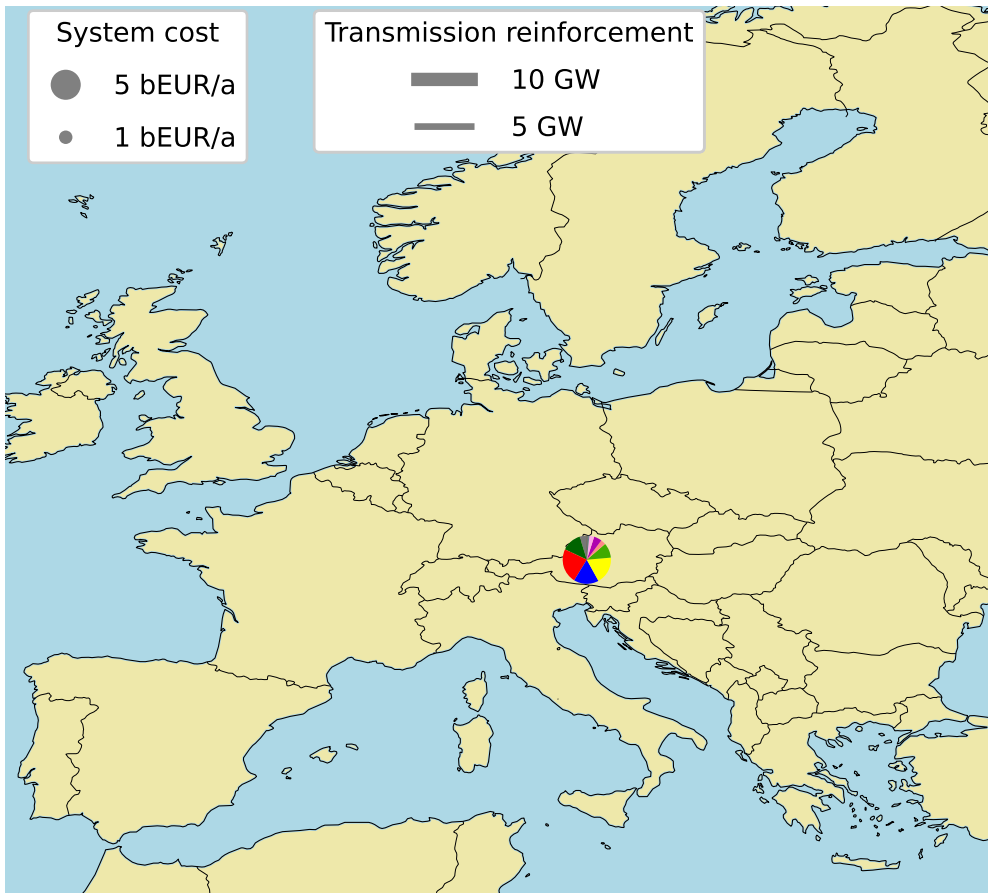 System cost
5 bEUR/a
1 bEUR/a
Transmission reinforcement
10 GW
5 GW